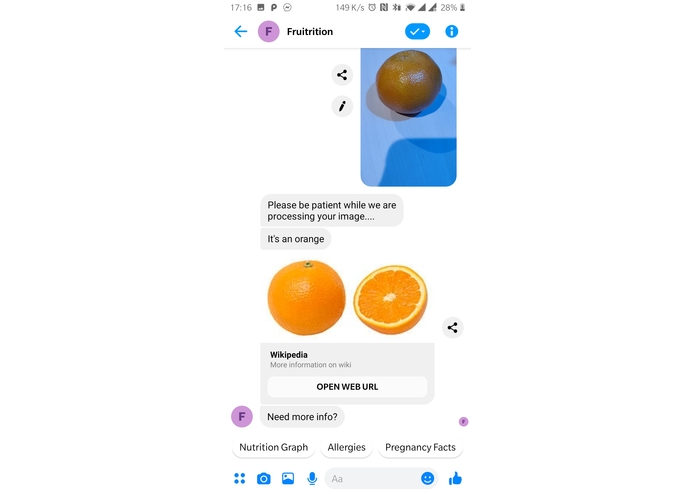 17:16 P 149 K/s 28%
F Fruitrition
Please be patient while we are
processing your image....
It's an orange
Wikipedia
More information on wiki
OPEN WEB URL
F Need more info? F
Nutrition Graph Allergies Pregnancy Facts
Aa